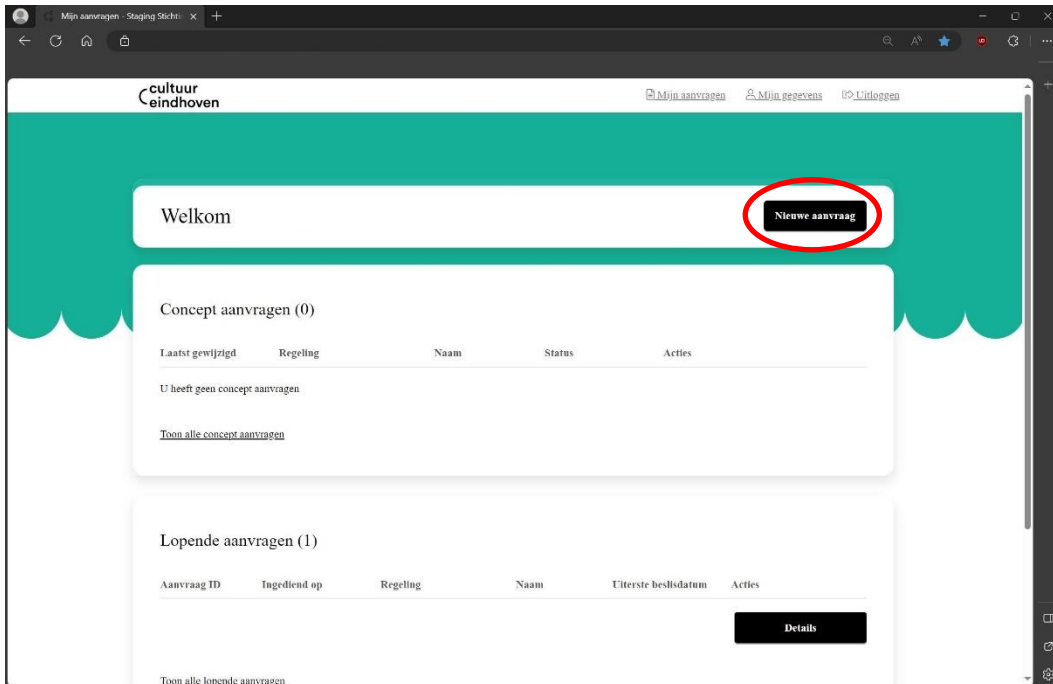 Mijn aanvragen - Staging Sticht
cultuur
eindhoven
Mijn aanvragen Mijn gegevens Uitloggen
Welkom
Nieuwe aanvraag
Concept aanvragen (0)
Laatst gewijzigd Regeling Naam Status Acties
U heeft geen concept aanvragen
Toon alle concept aanvragen
Lopende aanvragen (1)
Aanvraag ID Ingediend op Regeling Naam Uiterste beslisdatum Acties
Details
Toon alle lopende aanvragen